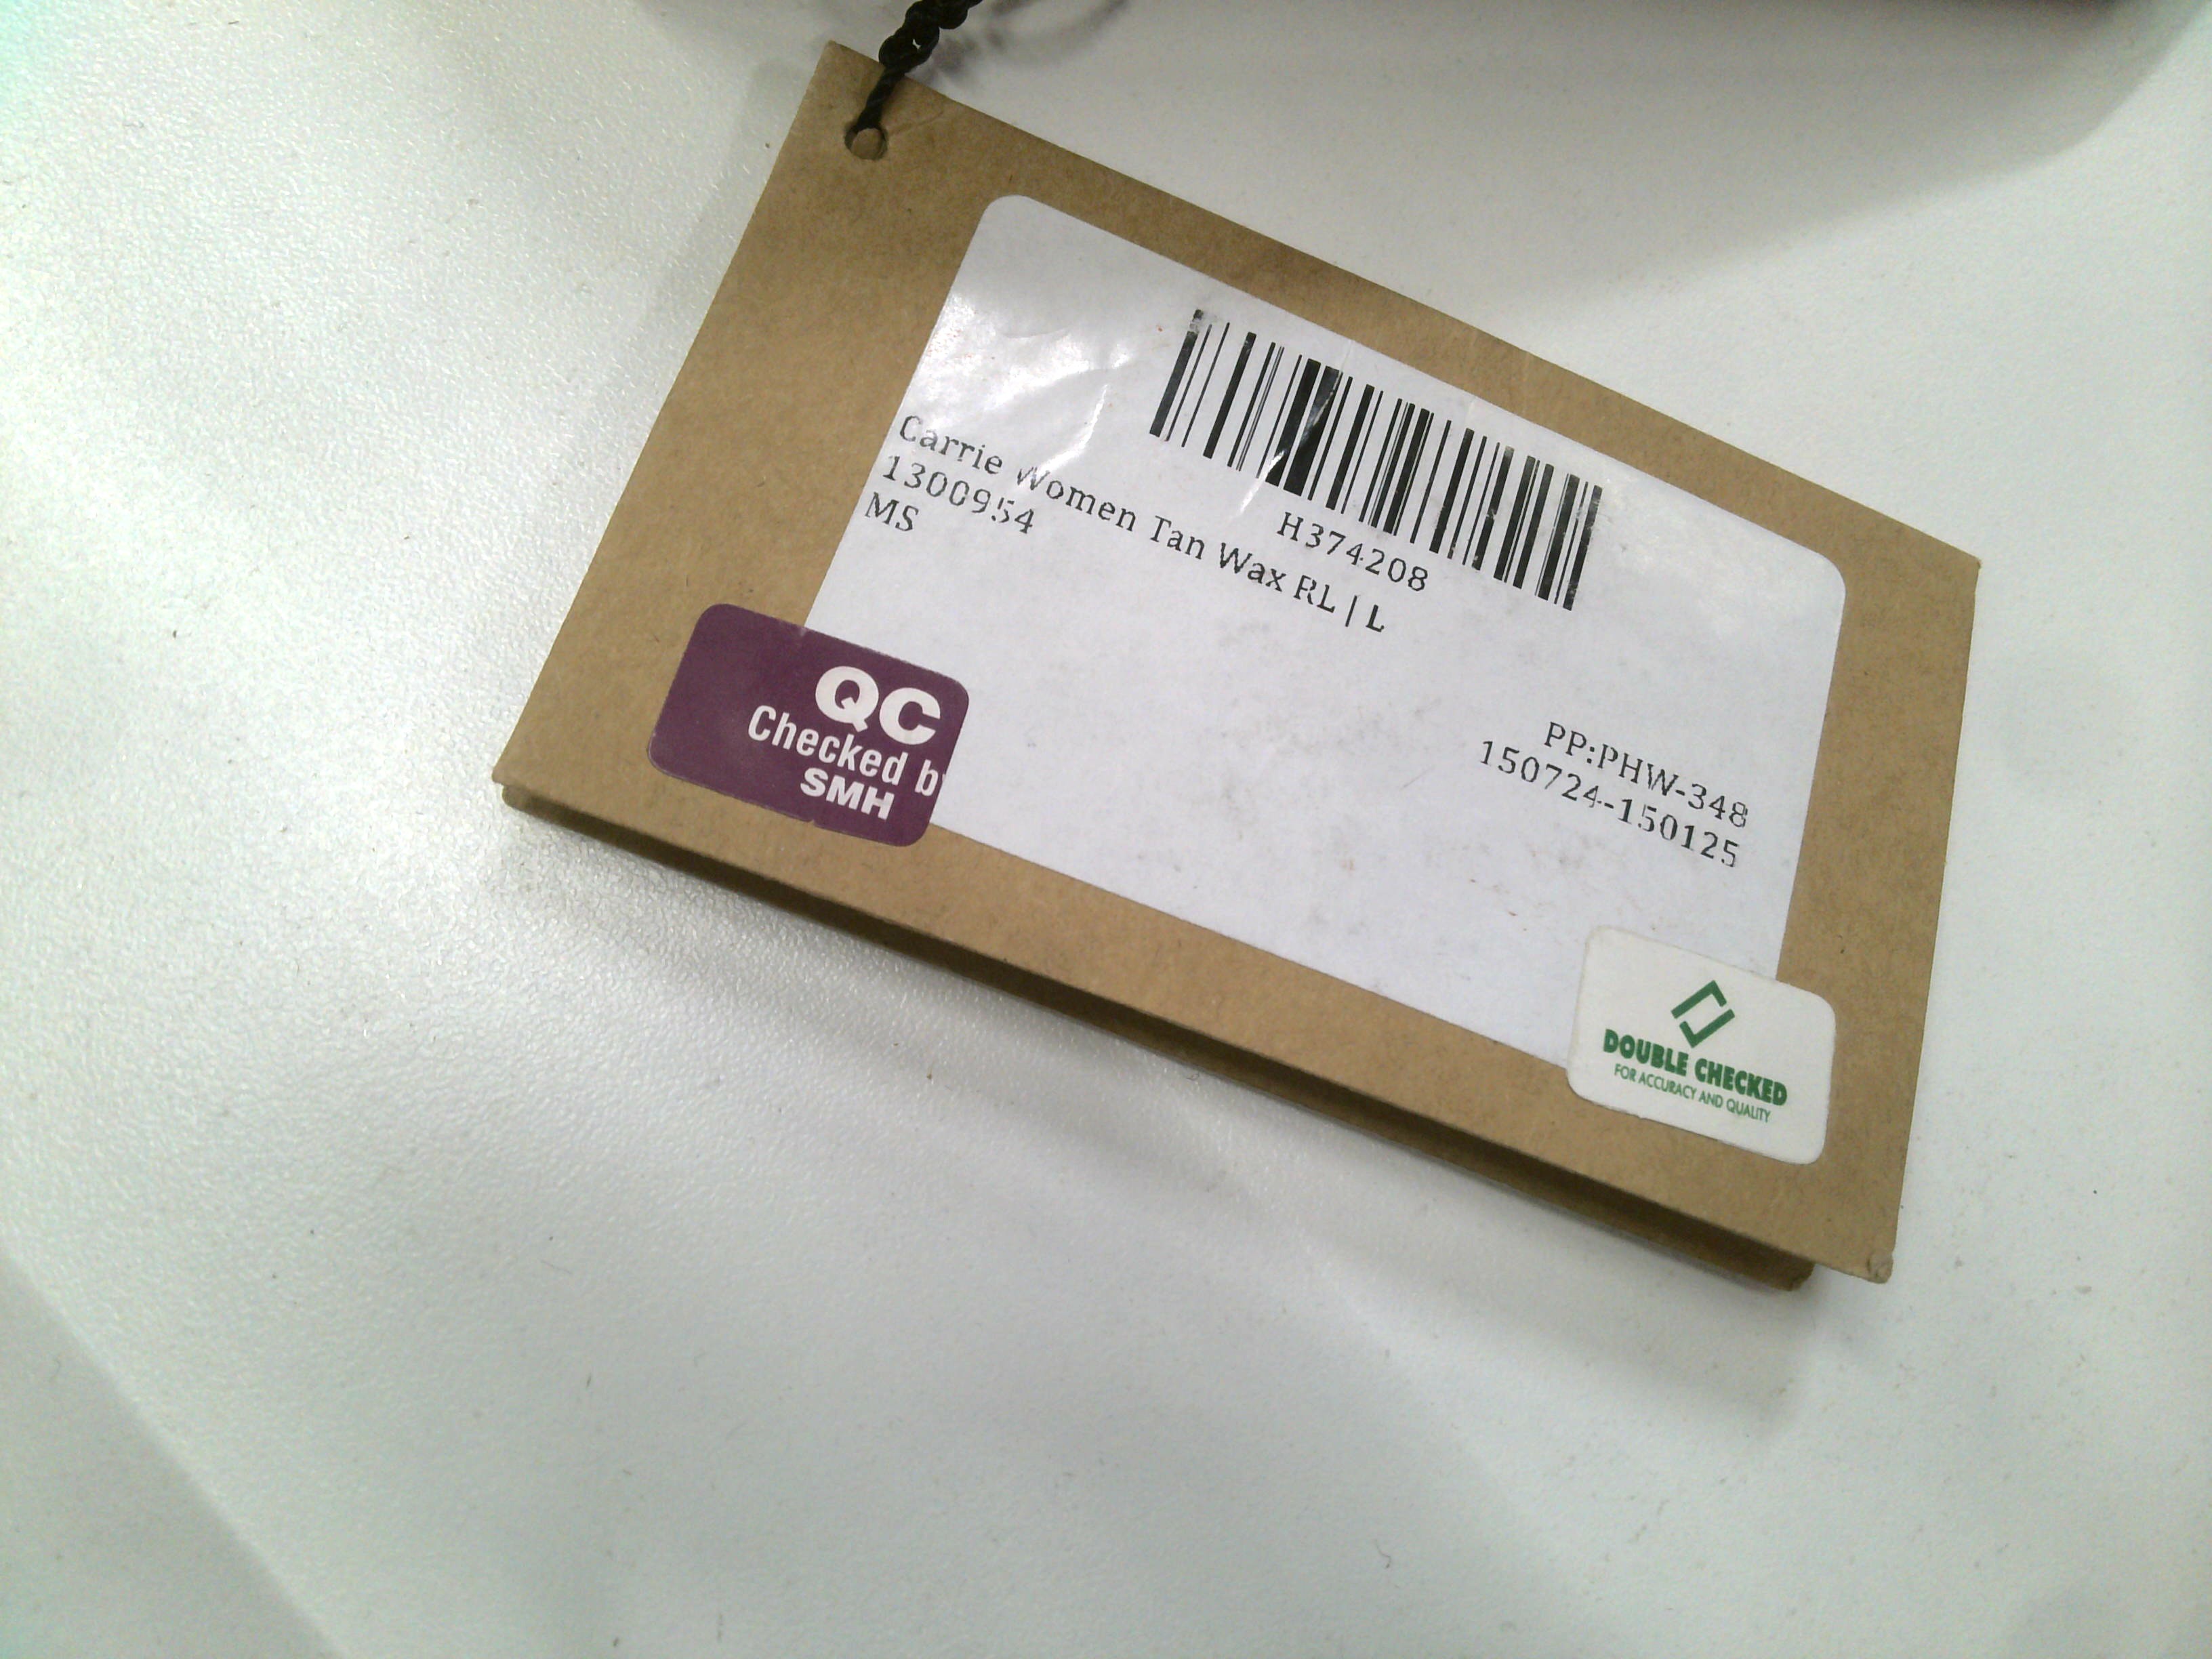 H374208
Carrie Women Tan Wax RL | L
1300954
MS
PP:PHW-348
150724-150125
QC
Checked by
SMH
DOUBLE CHECKED
FOR ACCURACY AND QUALITY